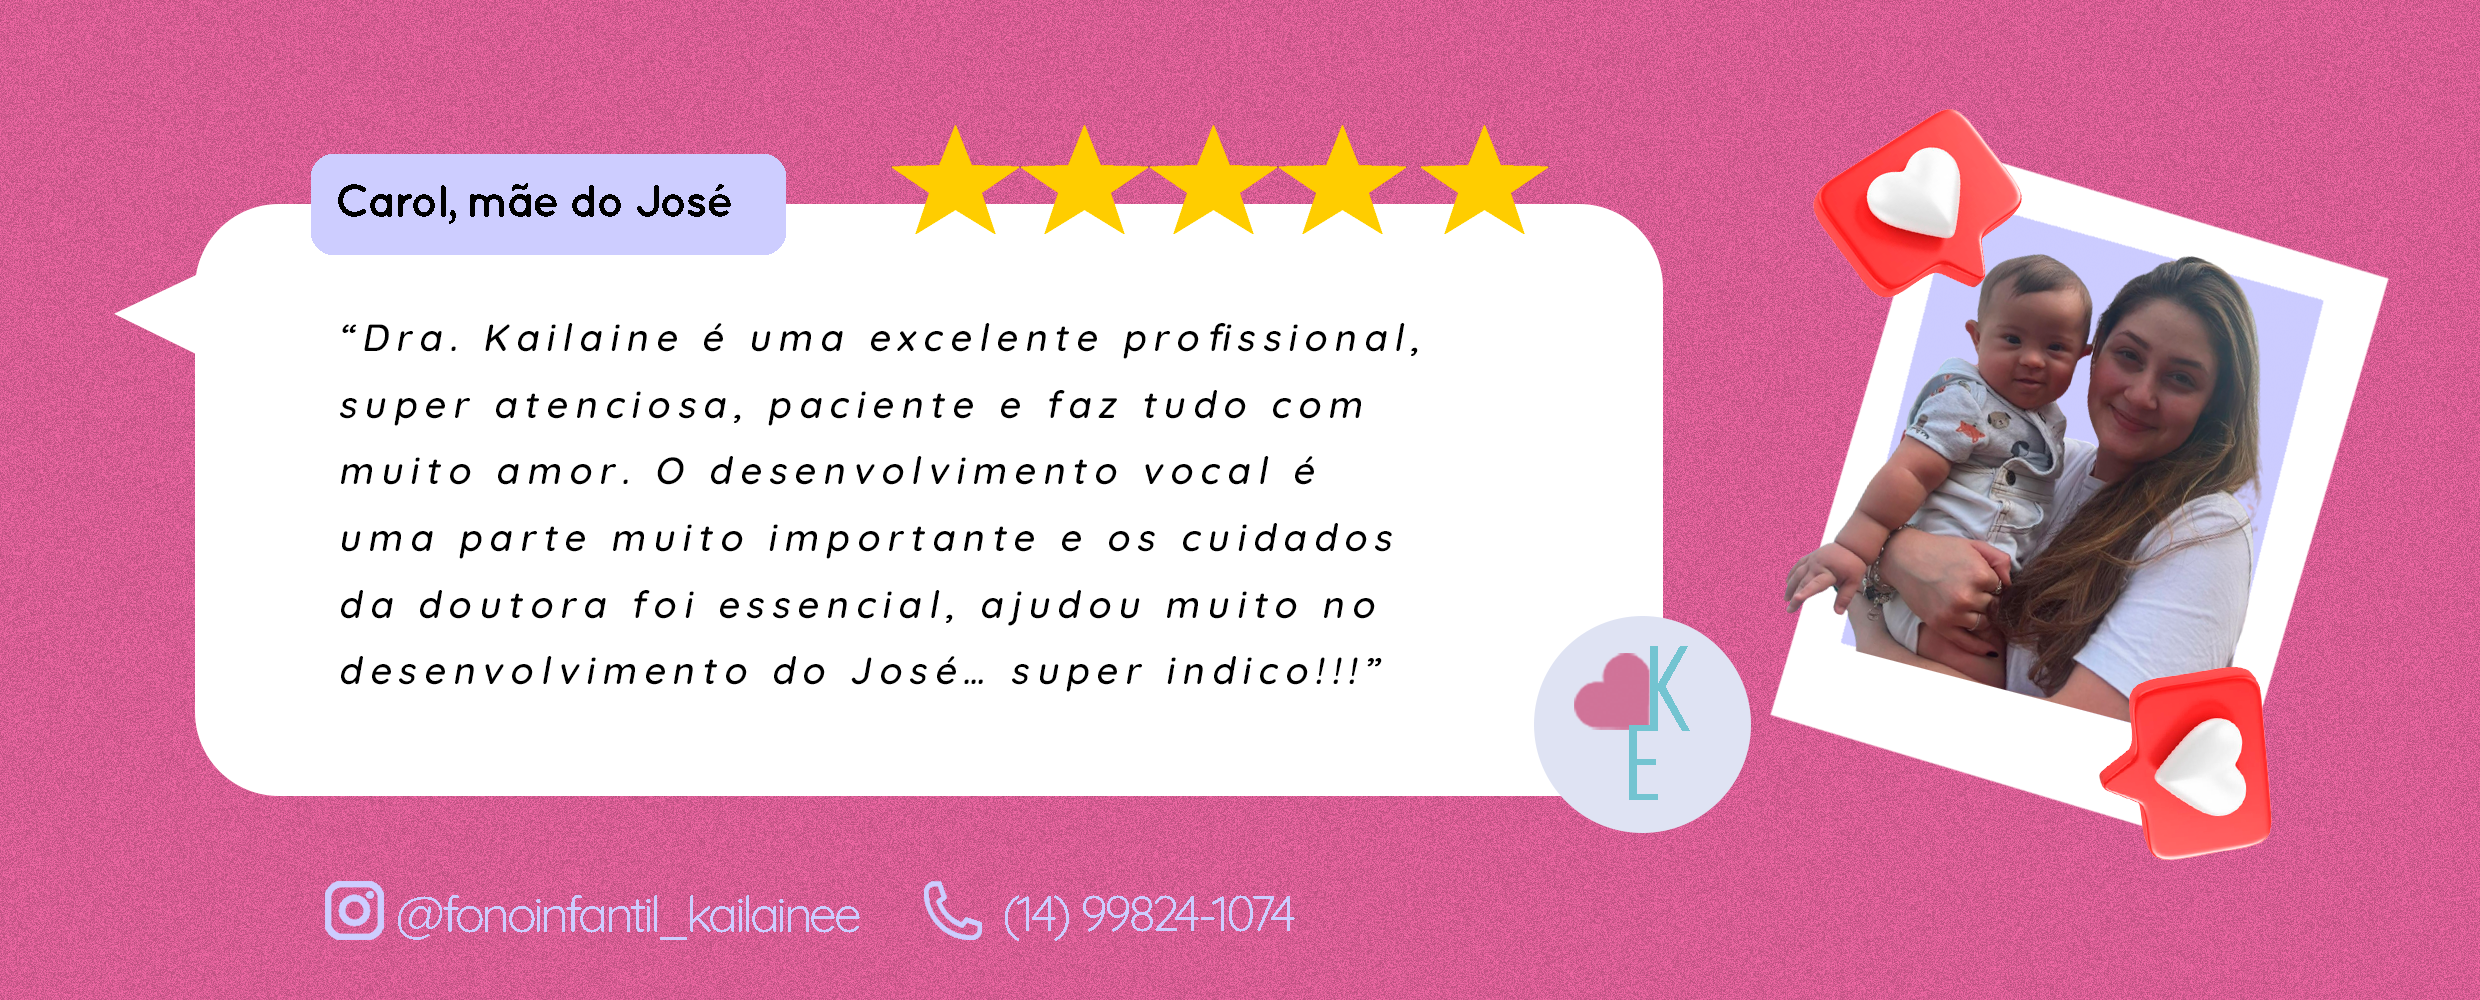 Carol, mãe do José
“Dra. Kailaine é uma excelente profissional,
super atenciosa, paciente e faz tudo com
muito amor. O desenvolvimento vocal é
uma parte muito importante e os cuidados
da doutora foi essencial, ajudou muito no
desenvolvimento do José… super indico!!!”
K
E
@fonoinfantil_kailainee
(14) 99824-1074